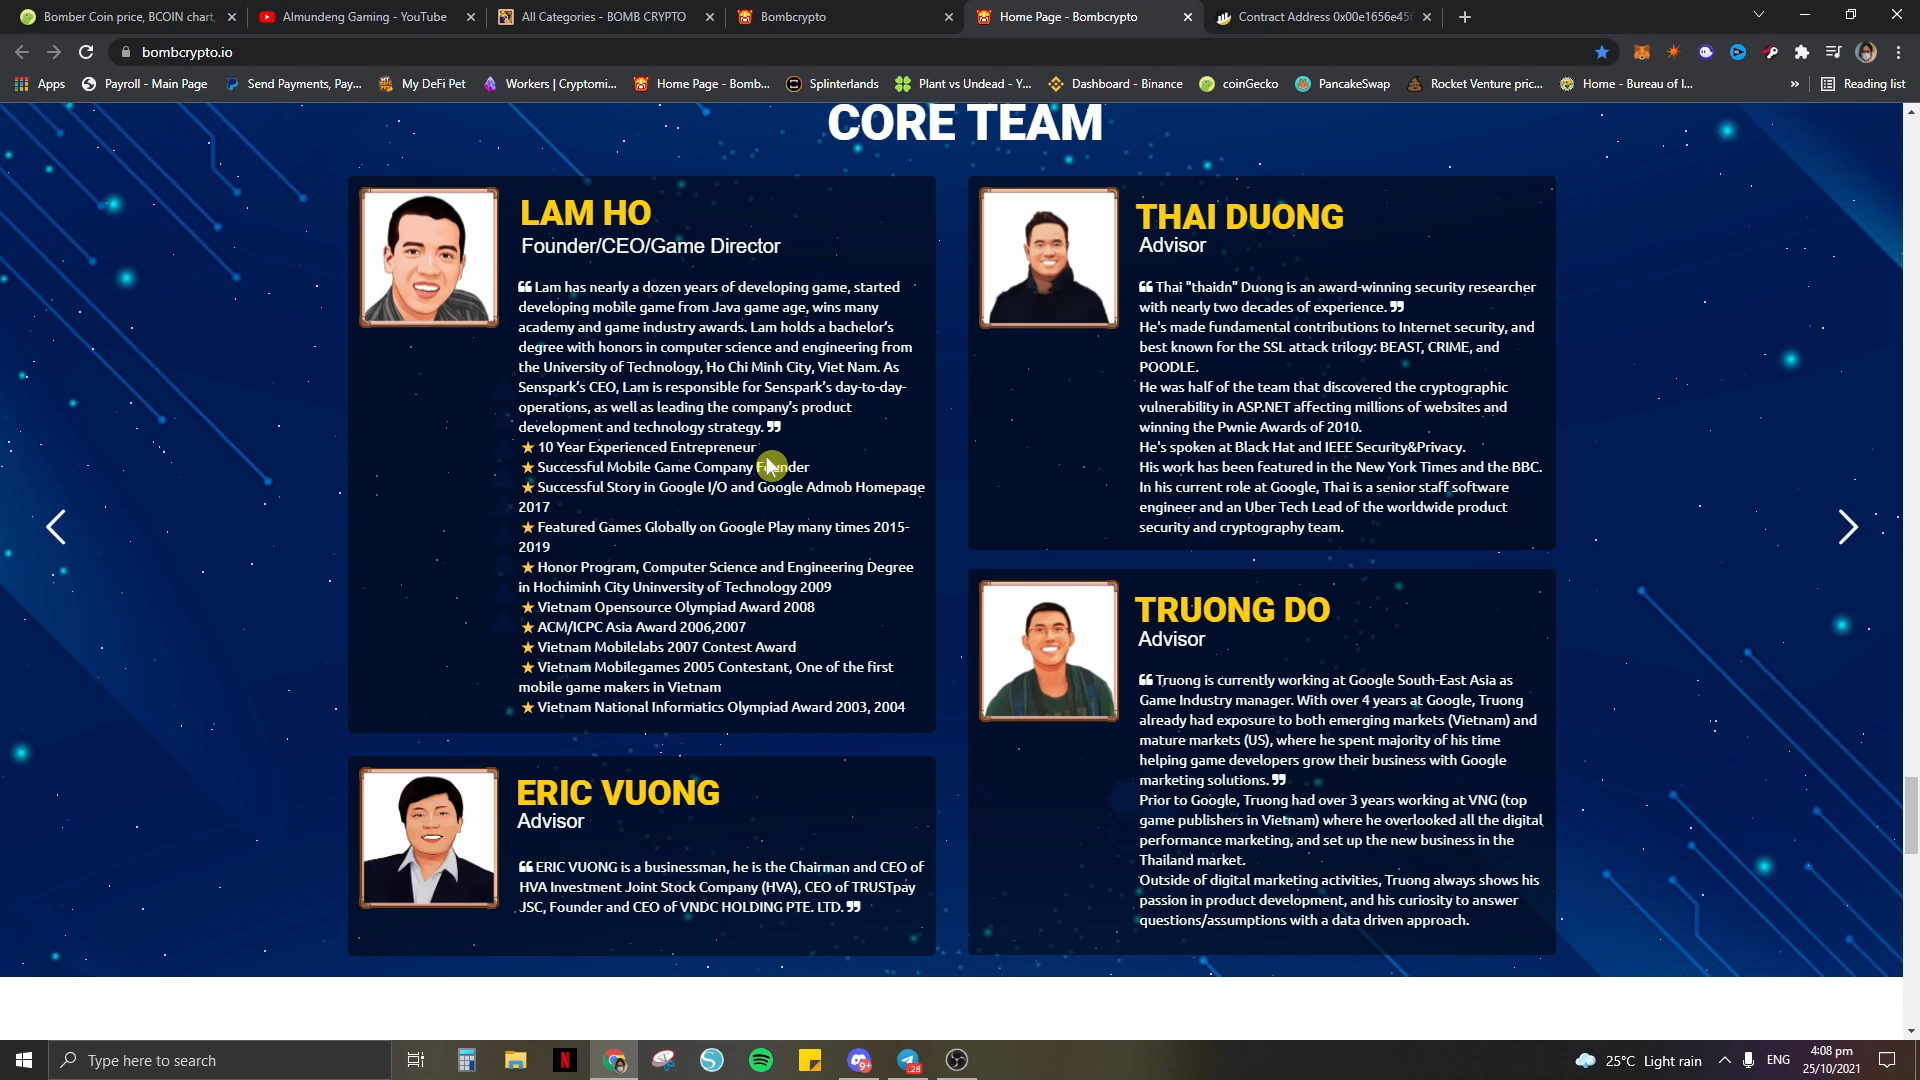 Bomber Coin price, BCOIN chart,
Almundeng Gaming - YouTube
All Categories - BOMB CRYPTO
Bombcrypto
Home Page - Bombcrypto
Contract Address 0x00e1656e45f
bombcrypto.io
Apps
Payroll - Main Page
Send Payments, Pay...
My DeFi Pet
Workers | Cryptomi...
Home Page - Bomb...
Splinterlands
Plant vs Undead - Y...
Dashboard - Binance
coinGecko
PancakeSwap
Rocket Venture pric...
Home - Bureau of I...
»
Reading list
CORE TEAM
LAM HO
Founder/CEO/Game Director
❝ Lam has nearly a dozen years of developing game, started
developing mobile game from Java game age, wins many
academy and game industry awards. Lam holds a bachelor's
degree with honors in computer science and engineering from
the University of Technology, Ho Chi Minh City, Viet Nam. As
Senspark's CEO, Lam is responsible for Senspark's day-to-day-
operations, as well as leading the company's product
development and technology strategy. ❞
★ 10 Year Experienced Entrepreneur
★ Successful Mobile Game Company Founder
★ Successful Story in Google I/O and Google Admob Homepage
2017
★ Featured Games Globally on Google Play many times 2015-
2019
★ Honor Program, Computer Science and Engineering Degree
in Hochiminh City Uninversity of Technology 2009
★ Vietnam Opensource Olympiad Award 2008
★ ACM/ICPC Asia Award 2006,2007
★ Vietnam Mobilelabs 2007 Contest Award
★ Vietnam Mobilegames 2005 Contestant, One of the first
mobile game makers in Vietnam
★ Vietnam National Informatics Olympiad Award 2003, 2004
ERIC VUONG
Advisor
❝ ERIC VUONG is a businessman, he is the Chairman and CEO of
HVA Investment Joint Stock Company (HVA), CEO of TRUSTpay
JSC, Founder and CEO of VNDC HOLDING PTE. LTD. ❞
THAI DUONG
Advisor
❝ Thai "thaidn" Duong is an award-winning security researcher
with nearly two decades of experience. ❞
He's made fundamental contributions to Internet security, and
best known for the SSL attack trilogy: BEAST, CRIME, and
POODLE.
He was half of the team that discovered the cryptographic
vulnerability in ASP.NET affecting millions of websites and
winning the Pwnie Awards of 2010.
He's spoken at Black Hat and IEEE Security&Privacy.
His work has been featured in the New York Times and the BBC.
In his current role at Google, Thai is a senior staff software
engineer and an Uber Tech Lead of the worldwide product
security and cryptography team.
TRUONG DO
Advisor
❝ Truong is currently working at Google South-East Asia as
Game Industry manager. With over 4 years at Google, Truong
already had exposure to both emerging markets (Vietnam) and
mature markets (US), where he spent majority of his time
helping game developers grow their business with Google
marketing solutions. ❞
Prior to Google, Truong had over 3 years working at VNG (top
game publishers in Vietnam) where he overlooked all the digital
performance marketing, and set up the new business in the
Thailand market.
Outside of digital marketing activities, Truong always shows his
passion in product development, and his curiosity to answer
questions/assumptions with a data driven approach.
Type here to search
N
9+
28
25°C Light rain
ENG
4:08 pm
25/10/2021